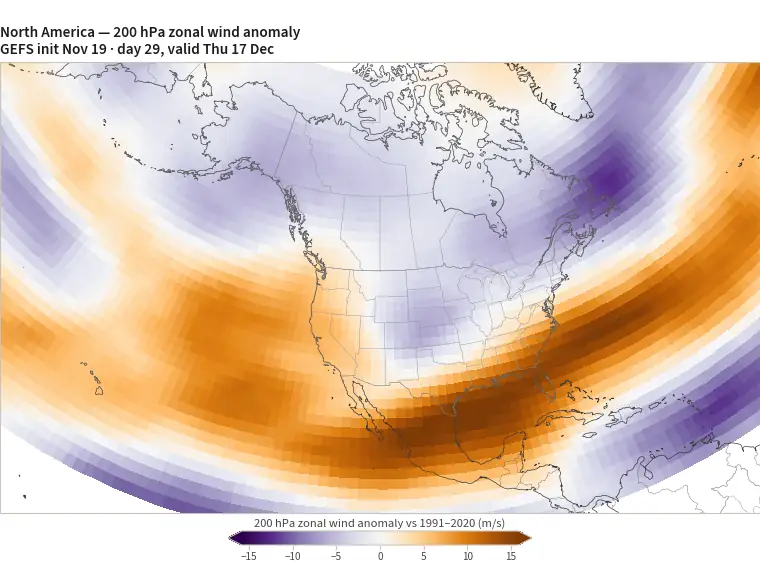 North America — 200 hPa zonal wind anomaly
GEFS init Nov 19 · day 29, valid Thu 17 Dec
200 hPa zonal wind anomaly vs 1991–2020 (m/s)
−15 −10 −5 0 5 10 15